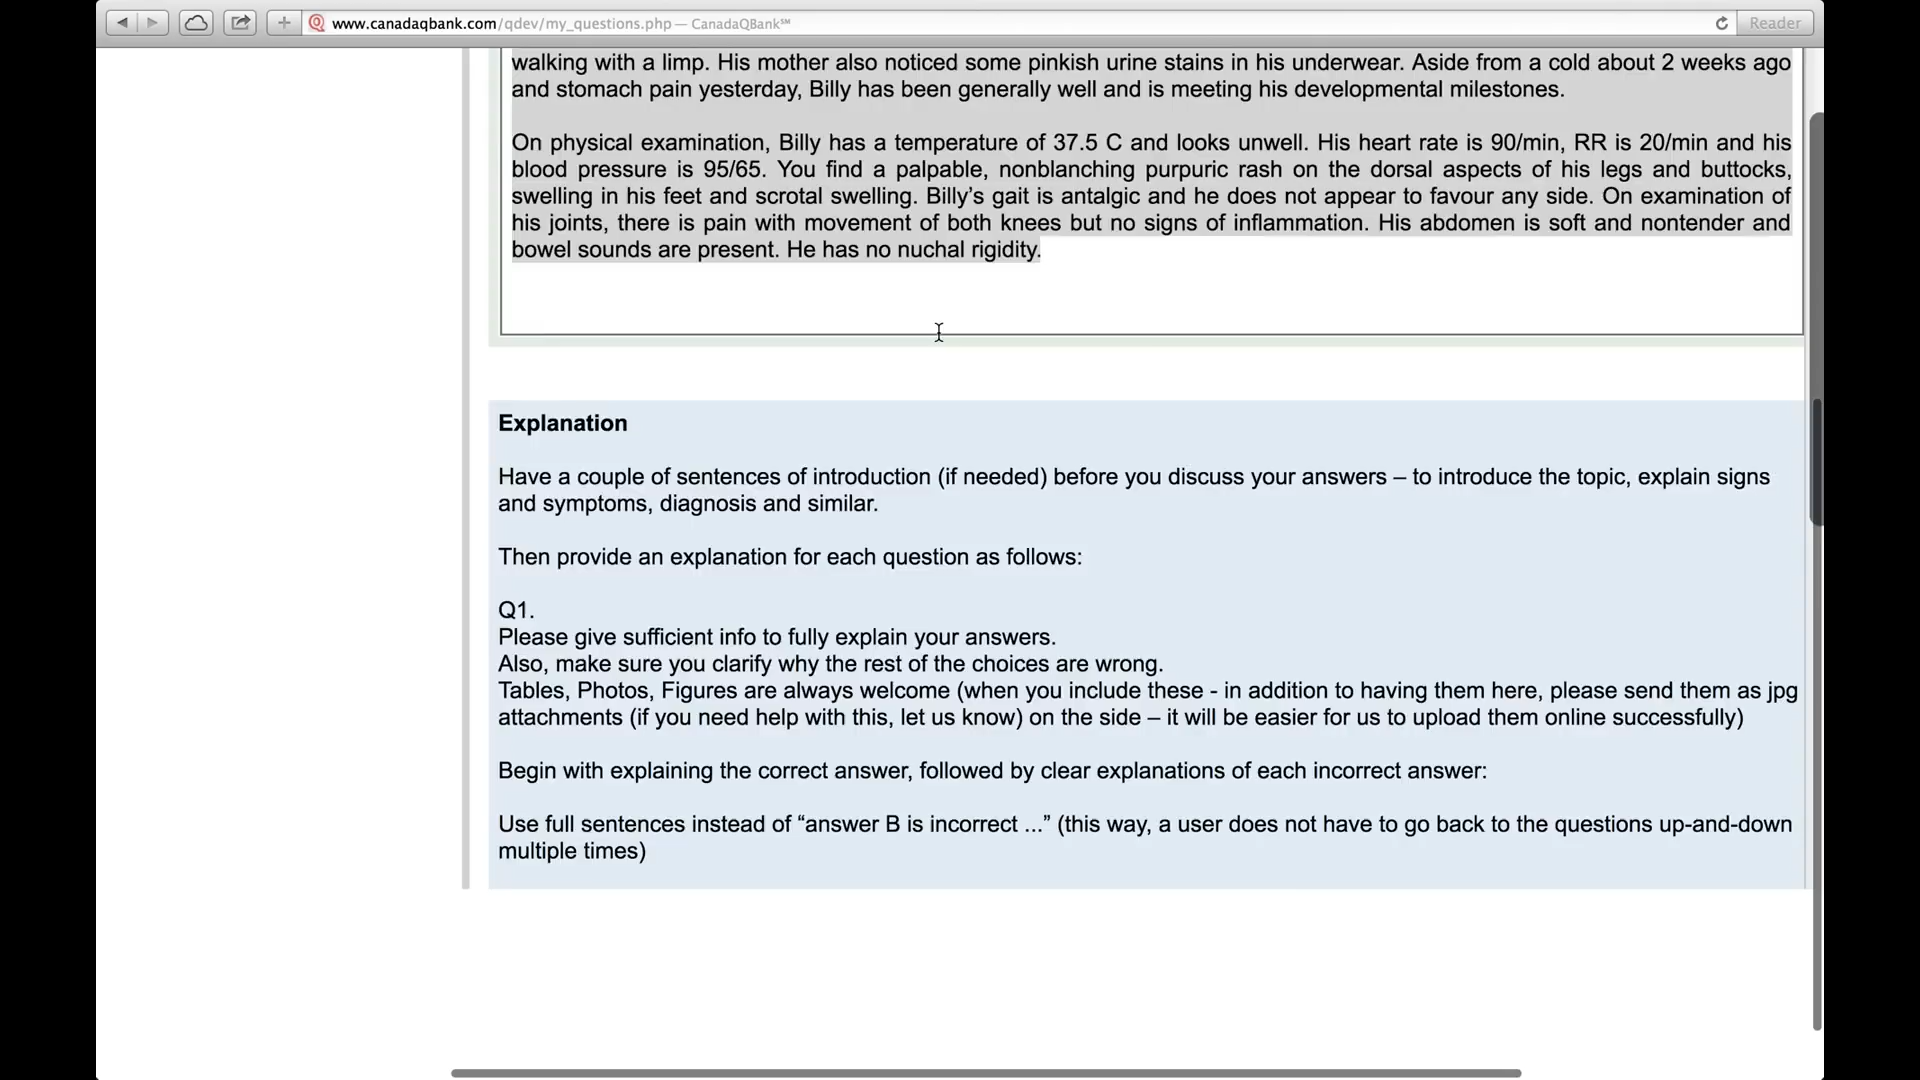 www.canadaqbank.com/qdev/my_questions.php — CanadaQBank℠
Reader
walking with a limp. His mother also noticed some pinkish urine stains in his underwear. Aside from a cold about 2 weeks ago
and stomach pain yesterday, Billy has been generally well and is meeting his developmental milestones.
On physical examination, Billy has a temperature of 37.5 C and looks unwell. His heart rate is 90/min, RR is 20/min and his
blood pressure is 95/65. You find a palpable, nonblanching purpuric rash on the dorsal aspects of his legs and buttocks,
swelling in his feet and scrotal swelling. Billy’s gait is antalgic and he does not appear to favour any side. On examination of
his joints, there is pain with movement of both knees but no signs of inflammation. His abdomen is soft and nontender and
bowel sounds are present. He has no nuchal rigidity.
Explanation
Have a couple of sentences of introduction (if needed) before you discuss your answers – to introduce the topic, explain signs
and symptoms, diagnosis and similar.
Then provide an explanation for each question as follows:
Q1.
Please give sufficient info to fully explain your answers.
Also, make sure you clarify why the rest of the choices are wrong.
Tables, Photos, Figures are always welcome (when you include these - in addition to having them here, please send them as jpg
attachments (if you need help with this, let us know) on the side – it will be easier for us to upload them online successfully)
Begin with explaining the correct answer, followed by clear explanations of each incorrect answer:
Use full sentences instead of “answer B is incorrect ...” (this way, a user does not have to go back to the questions up-and-down
multiple times)